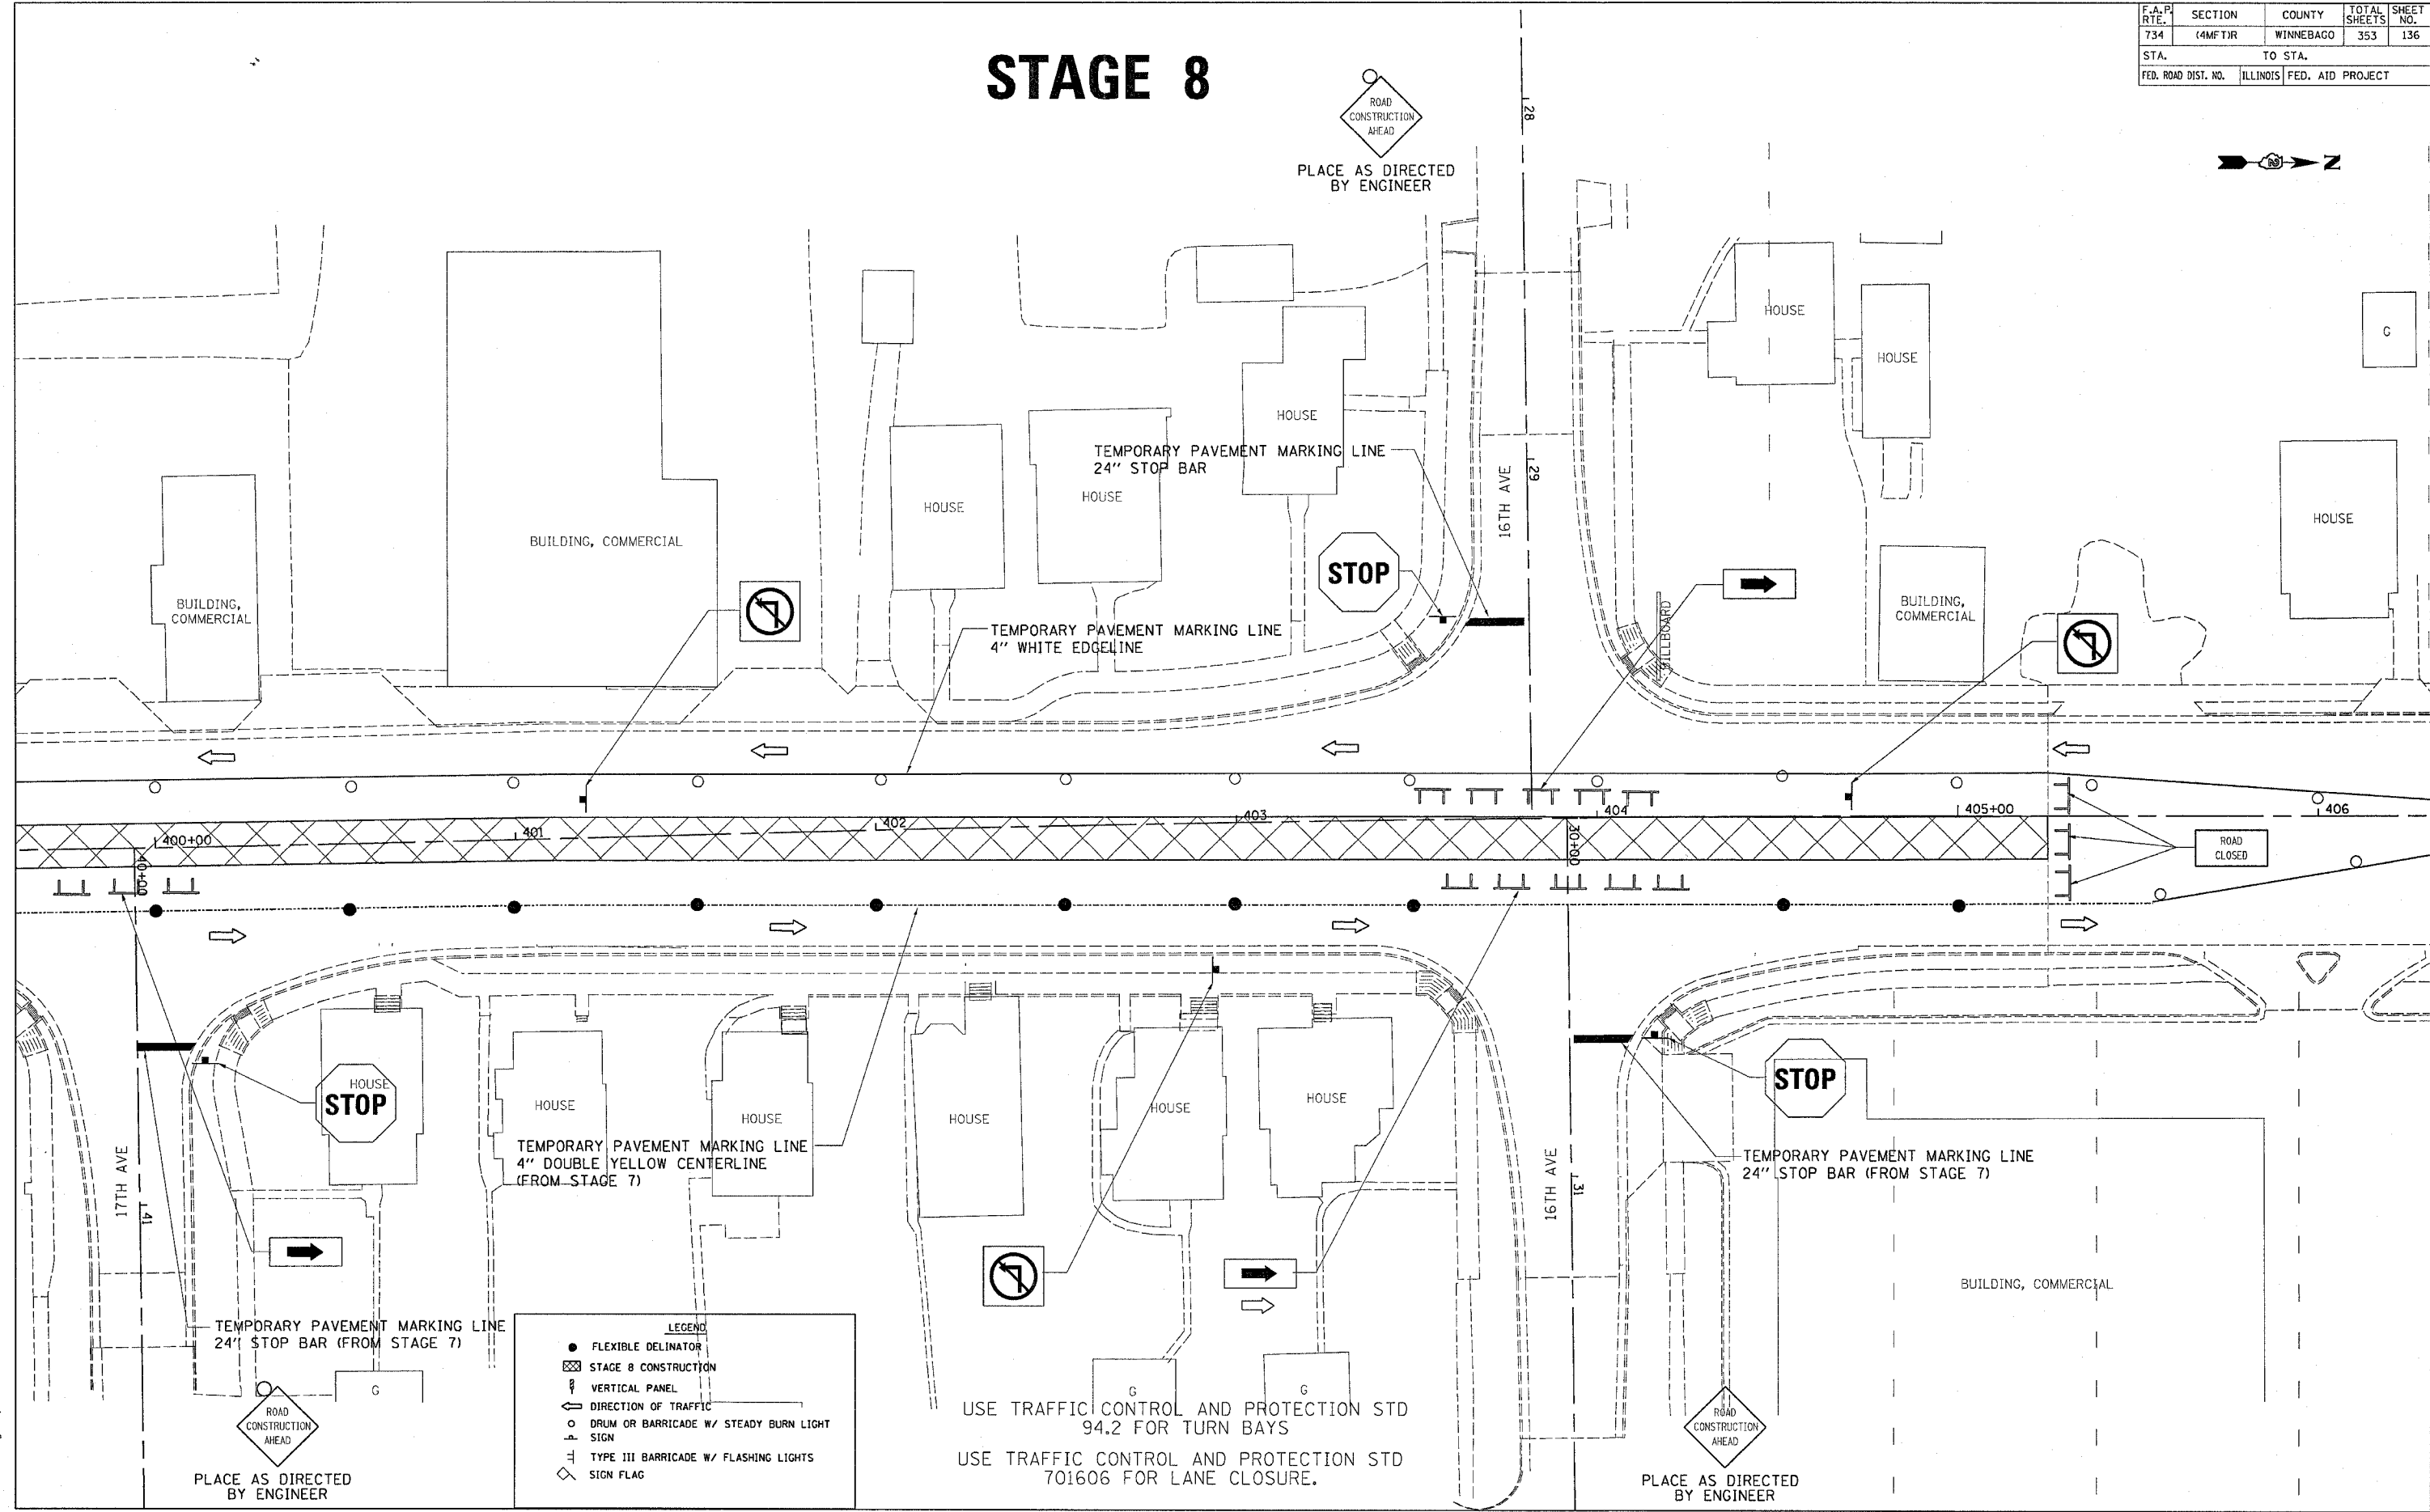 F.A.P. RTE. SECTION COUNTY TOTAL SHEETS SHEET NO.
734 (4MFT)R WINNEBAGO 353 136
STA. TO STA.
FED. ROAD DIST. NO. ILLINOIS FED. AID PROJECT
STAGE 8
ROAD
CONSTRUCTION
AHEAD
PLACE AS DIRECTED
BY ENGINEER
28
N
HOUSE
HOUSE
G
HOUSE
TEMPORARY PAVEMENT MARKING LINE
24" STOP BAR
29
16TH AVE
HOUSE
HOUSE
HOUSE
BUILDING, COMMERCIAL
STOP
BUILDING,
COMMERCIAL
BUILDING,
COMMERCIAL
BILLBOARD
TEMPORARY PAVEMENT MARKING LINE
4" WHITE EDGELINE
400+00
401
402
403
404
405+00
406
40+00
30+00
ROAD
CLOSED
HOUSE
STOP
HOUSE
HOUSE
HOUSE
HOUSE
HOUSE
STOP
17TH AVE
41
TEMPORARY PAVEMENT MARKING LINE
4" DOUBLE YELLOW CENTERLINE
(FROM STAGE 7)
16TH AVE
31
TEMPORARY PAVEMENT MARKING LINE
24" STOP BAR (FROM STAGE 7)
BUILDING, COMMERCIAL
TEMPORARY PAVEMENT MARKING LINE
24" STOP BAR (FROM STAGE 7)
G
ROAD
CONSTRUCTION
AHEAD
PLACE AS DIRECTED
BY ENGINEER
LEGEND
FLEXIBLE DELINATOR
STAGE 8 CONSTRUCTION
VERTICAL PANEL
DIRECTION OF TRAFFIC
DRUM OR BARRICADE W/ STEADY BURN LIGHT
SIGN
TYPE III BARRICADE W/ FLASHING LIGHTS
SIGN FLAG
G
G
USE TRAFFIC CONTROL AND PROTECTION STD
94.2 FOR TURN BAYS
USE TRAFFIC CONTROL AND PROTECTION STD
701606 FOR LANE CLOSURE.
ROAD
CONSTRUCTION
AHEAD
PLACE AS DIRECTED
BY ENGINEER